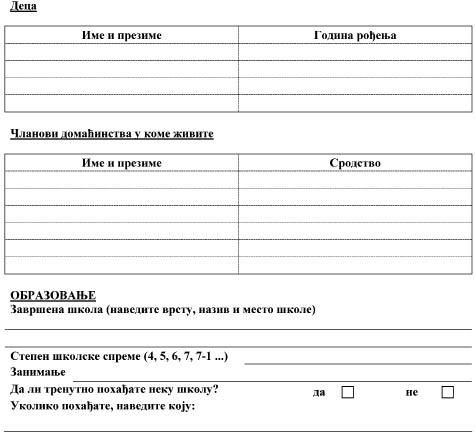 Деца
Име и презиме Година рођења
Чланови домаћинства у коме живите
Име и презиме Сродство
ОБРАЗОВАЊЕ
Завршена школа (наведите врсту, назив и место школе)
Степен школске спреме (4, 5, 6, 7, 7-1 ...)
Занимање
Да ли тренутно похађате неку школу? да не
Уколико похађате, наведите коју: